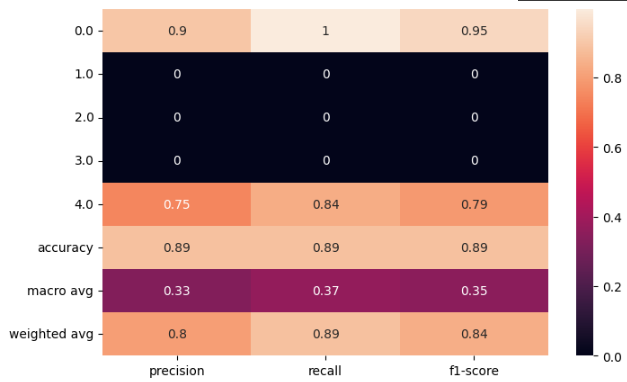 0.0 0.9 1 0.95
1.0 0 0 0
2.0 0 0 0
3.0 0 0 0
4.0 0.75 0.84 0.79
accuracy 0.89 0.89 0.89
macro avg 0.33 0.37 0.35
weighted avg 0.8 0.89 0.84
precision recall f1-score
0.8
0.6
0.4
0.2
0.0